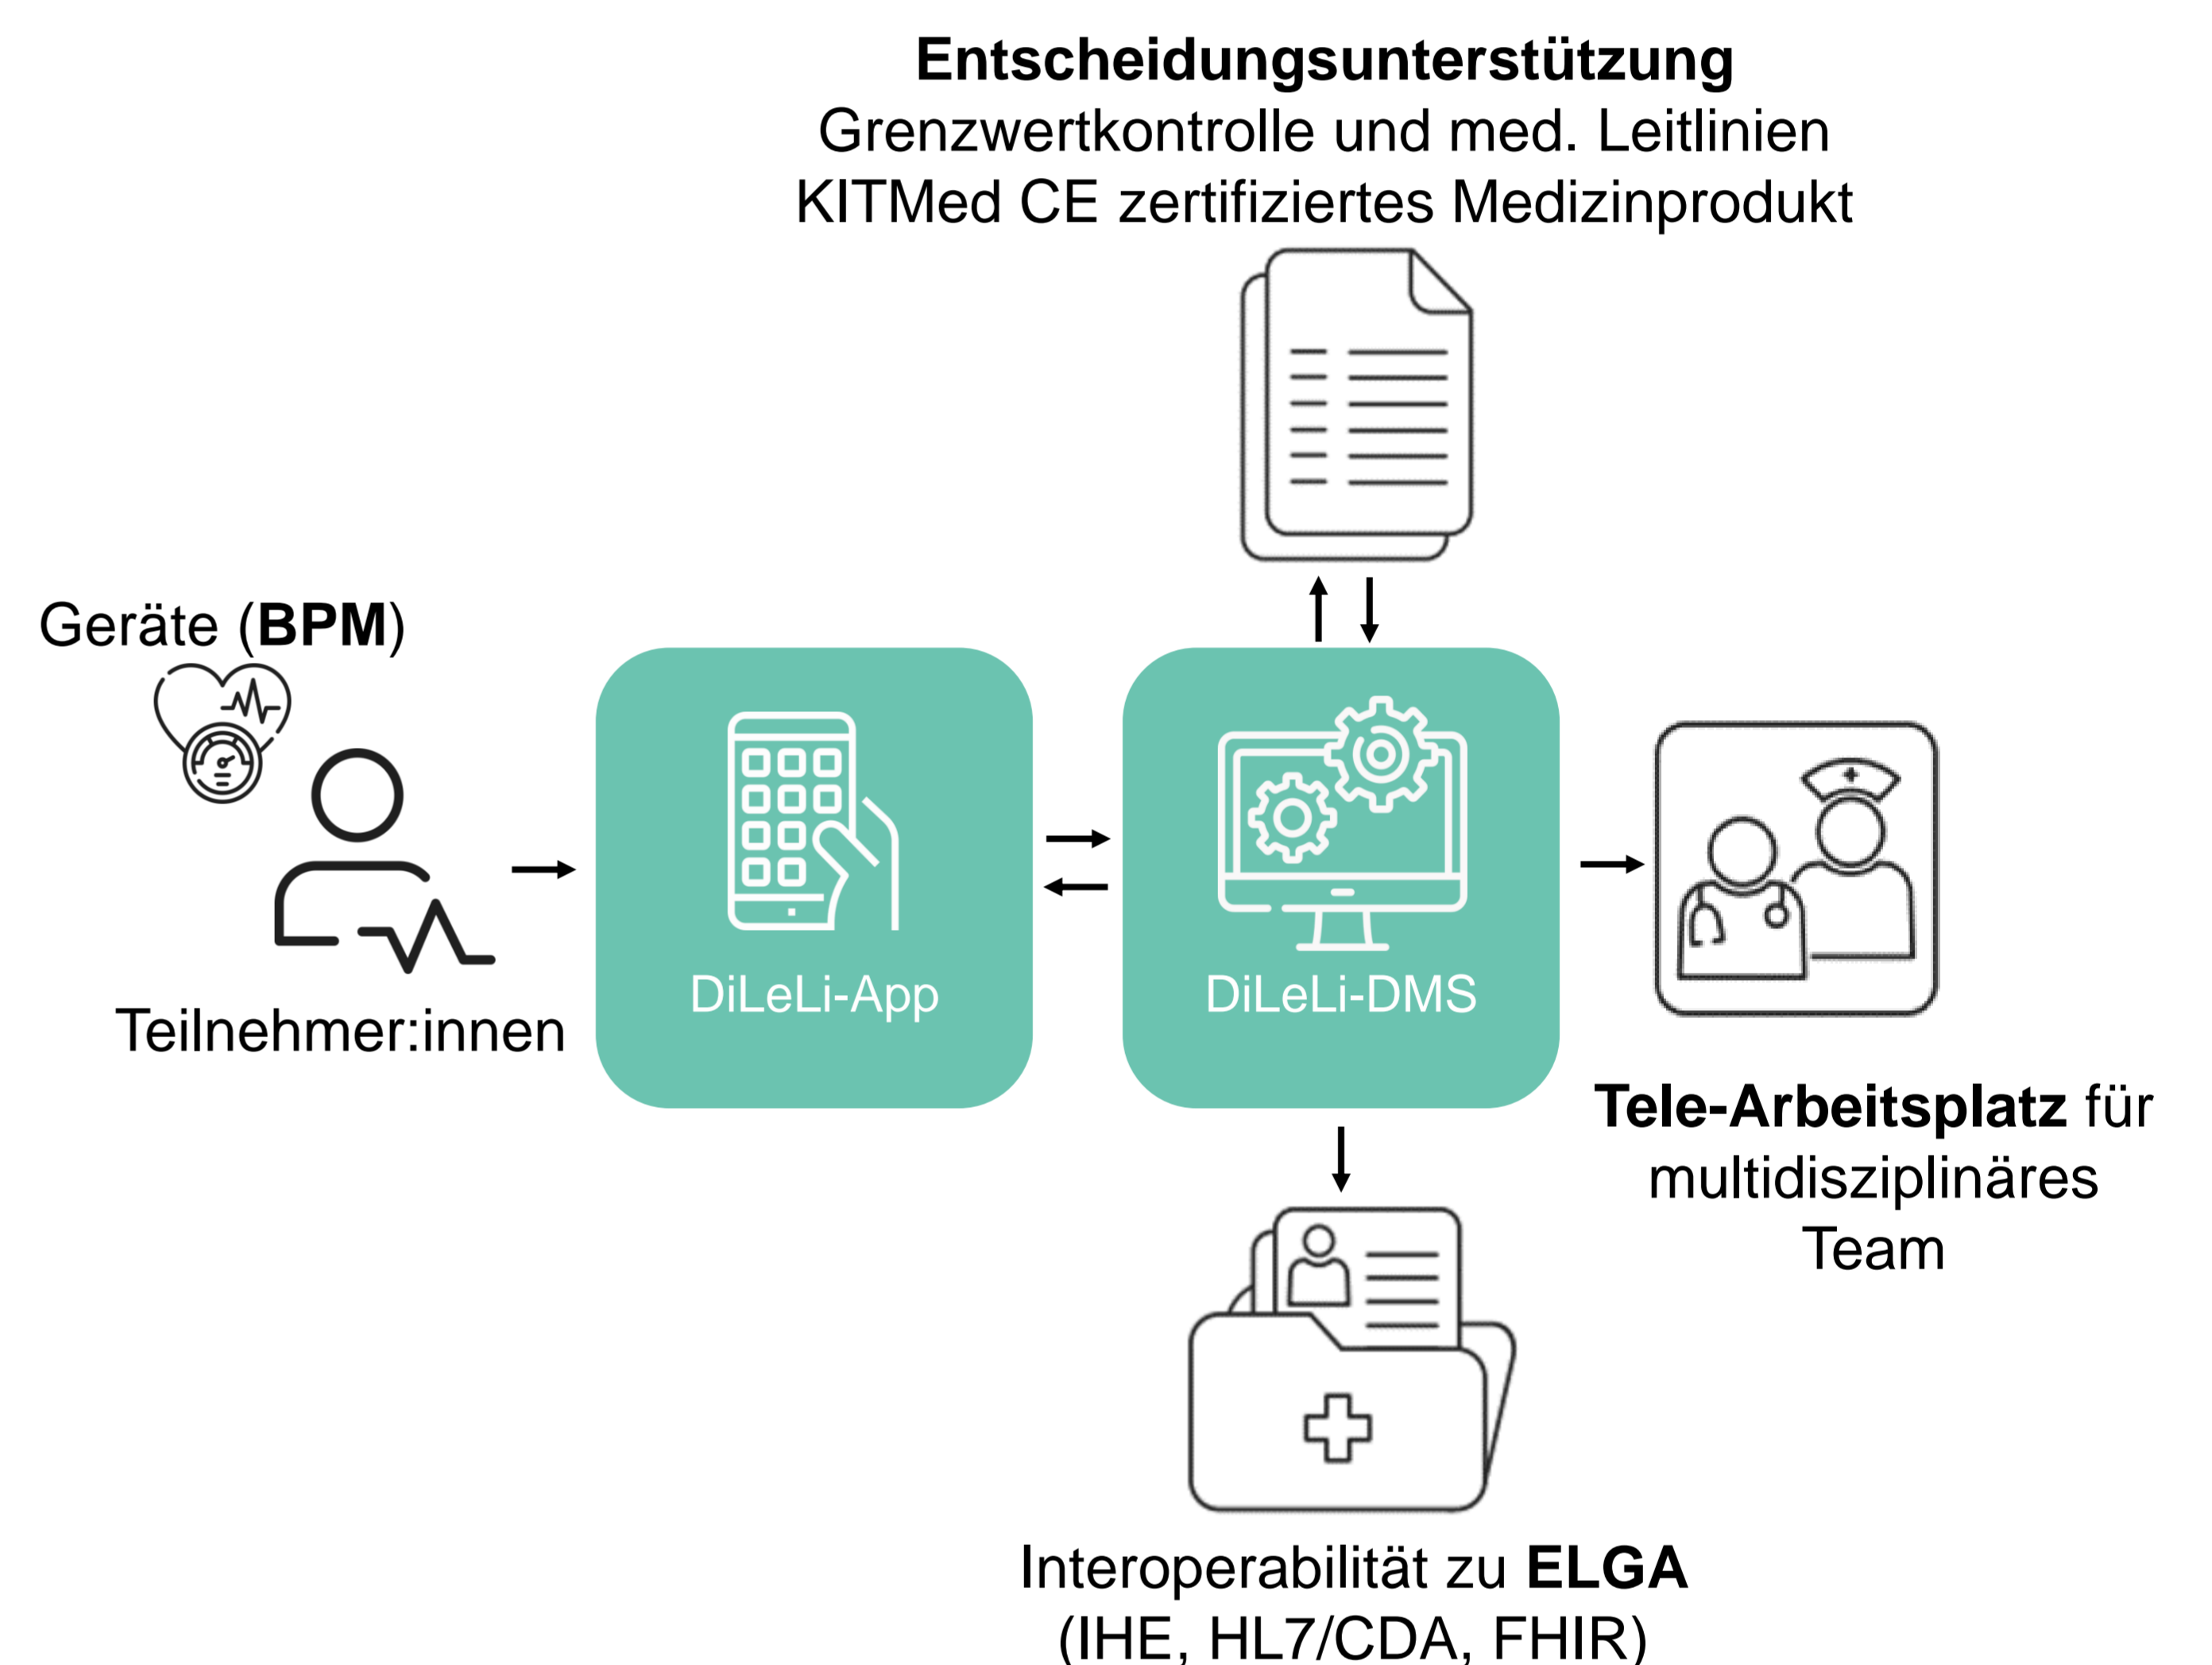 Entscheidungsunterstützung
Grenzwertkontrolle und med. Leitlinien
KITMed CE zertifiziertes Medizinprodukt
Geräte (BPM)
Teilnehmer:innen
DiLeLi-App
DiLeLi-DMS
Tele-Arbeitsplatz für
multidisziplinäres
Team
Interoperabilität zu ELGA
(IHE, HL7/CDA, FHIR)